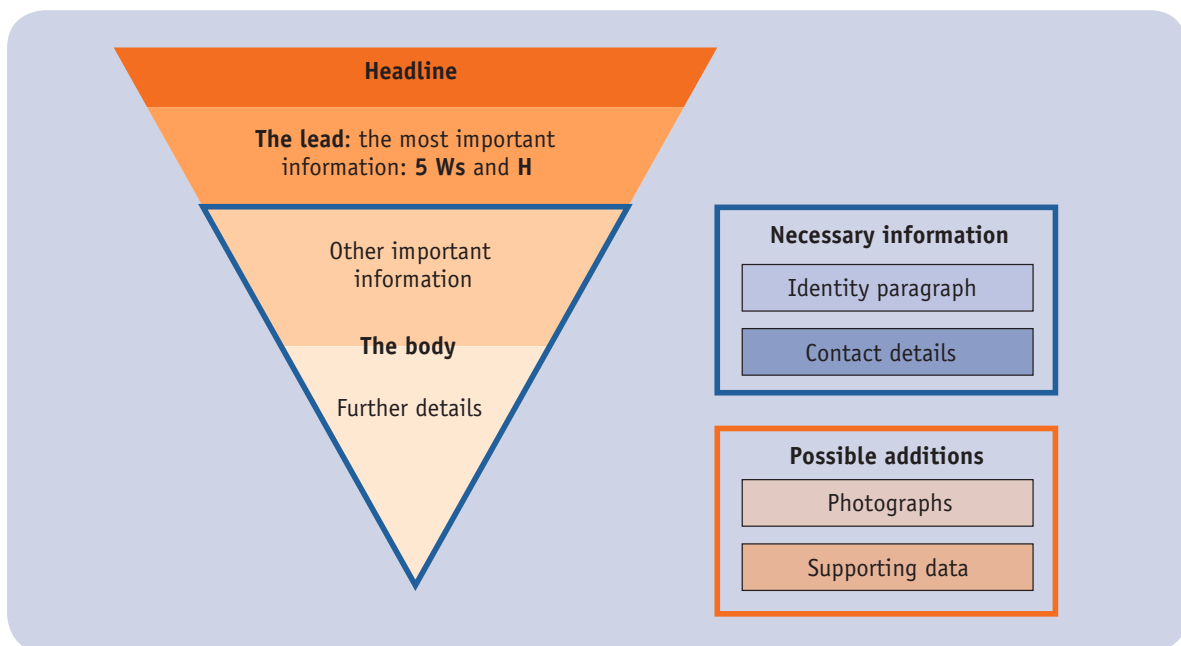 Headline
The lead: the most important
information: 5 Ws and H
Other important
information
The body
Further details
Necessary information
Identity paragraph
Contact details
Possible additions
Photographs
Supporting data